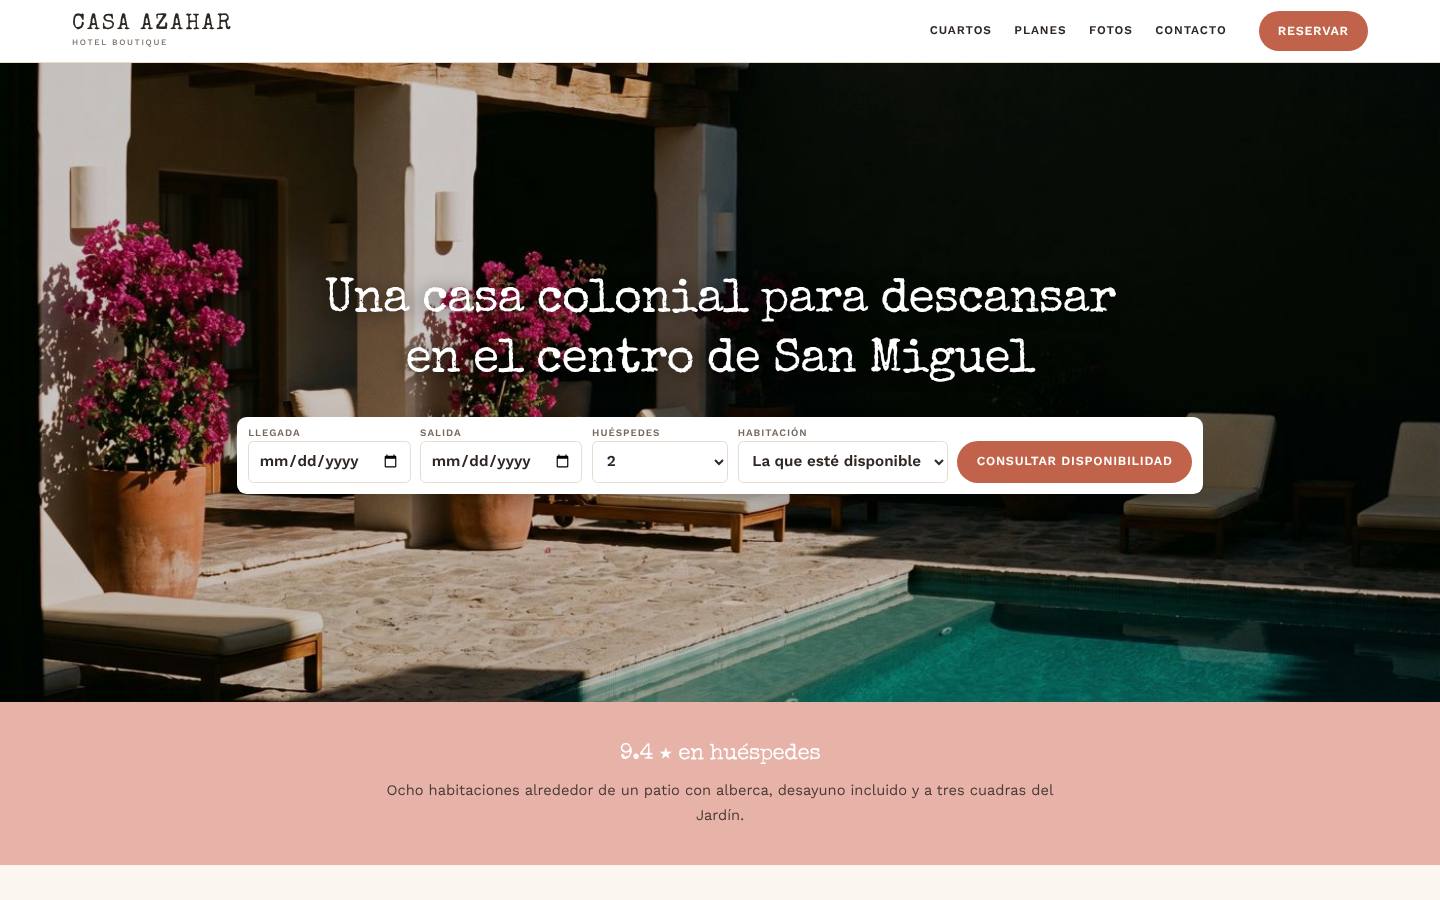 CASA AZAHAR
HOTEL BOUTIQUE
CUARTOS PLANES FOTOS CONTACTO RESERVAR
Una casa colonial para descansar
en el centro de San Miguel
LLEGADA SALIDA HUÉSPEDES HABITACIÓN
mm/dd/yyyy mm/dd/yyyy 2 La que esté disponible CONSULTAR DISPONIBILIDAD
9.4 ★ en huéspedes
Ocho habitaciones alrededor de un patio con alberca, desayuno incluido y a tres cuadras del
Jardín.